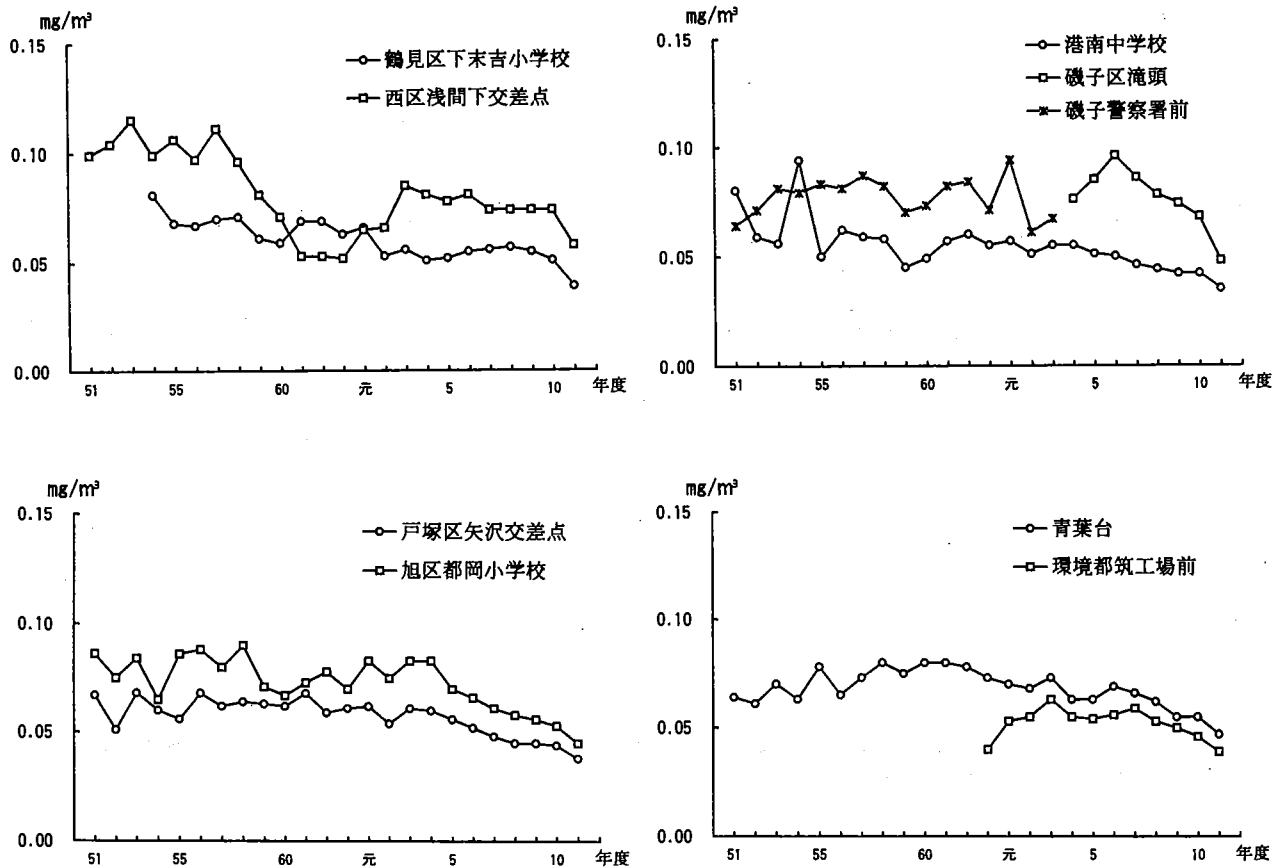 mg/m³
0.15
0.10
0.05
0.00
51
55
60
元
5
10
年度
鶴見区下末吉小学校
西区浅間下交差点
mg/m³
0.15
0.10
0.05
0.00
51
55
60
元
5
10
年度
港南中学校
磯子区滝頭
磯子警察署前
mg/m³
0.15
0.10
0.05
0.00
51
55
60
元
5
10
年度
戸塚区矢沢交差点
旭区都岡小学校
mg/m³
0.15
0.10
0.05
0.00
51
55
60
元
5
10
年度
青葉台
環境都筑工場前